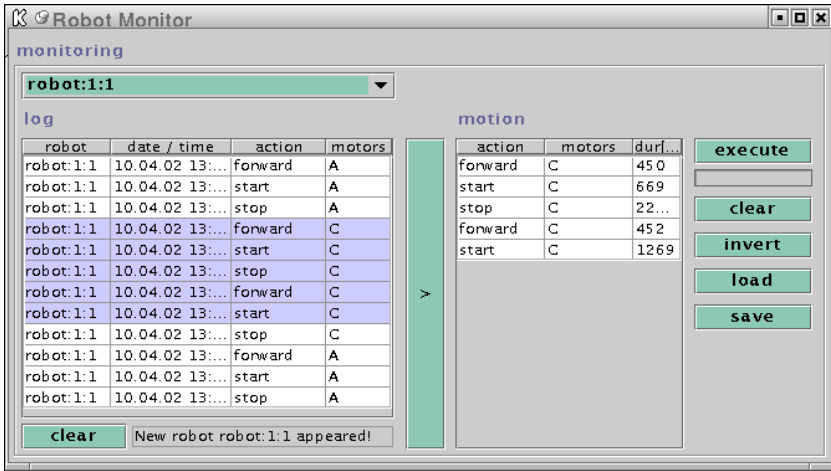 Robot Monitor
monitoring
robot:1:1
log
robot date / time action motors
robot:1:1 10.04.02 13:... forward A
robot:1:1 10.04.02 13:... start A
robot:1:1 10.04.02 13:... stop A
robot:1:1 10.04.02 13:... forward C
robot:1:1 10.04.02 13:... start C
robot:1:1 10.04.02 13:... stop C
robot:1:1 10.04.02 13:... forward C
robot:1:1 10.04.02 13:... start C
robot:1:1 10.04.02 13:... stop C
robot:1:1 10.04.02 13:... forward A
robot:1:1 10.04.02 13:... start A
robot:1:1 10.04.02 13:... stop A
clear New robot robot:1:1 appeared!
>
motion
action motors dur[...
forward C 450
start C 669
stop C 22...
forward C 452
start C 1269
execute
clear
invert
load
save